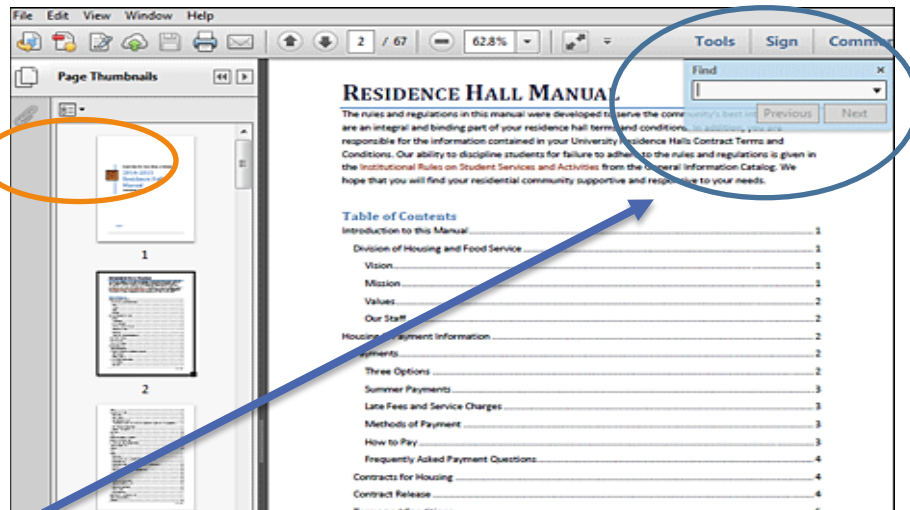 File Edit View Window Help
2 / 67 62.8% Tools Sign Commen
Page Thumbnails
Find
Previous Next
RESIDENCE HALL MANUAL
The rules and regulations in this manual were developed to serve the community's best
are an integral and binding part of your residence hall terms and conditions. In addition, you are
responsible for the information contained in your University Residence Halls Contract Terms and
Conditions. Our ability to discipline students for failure to adhere to the rules and regulations is given in
the Institutional Rules on Student Services and Activities from the General Information Catalog. We
hope that you will find your residential community supportive and responsive to your needs.
Table of Contents
Introduction to this Manual 1
Division of Housing and Food Service 1
Vision 1
Mission 1
Values 2
Our Staff 2
Housing Payment Information 2
Payments 2
Three Options 2
Summer Payments 3
Late Fees and Service Charges 3
Methods of Payment 3
How to Pay 3
Frequently Asked Payment Questions 4
Contracts for Housing 4
Contract Release 4
2014-2015
Residence Hall
Manual
1
2